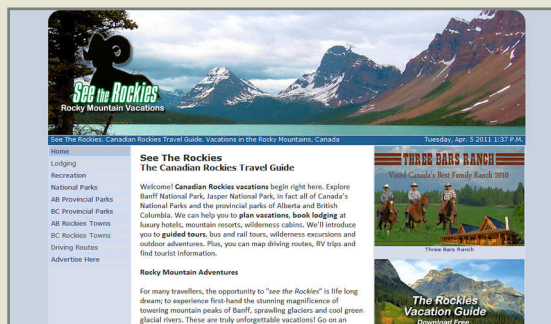 See the Rockies
Rocky Mountain Vacations
See The Rockies. Canadian Rockies Travel Guide. Vacations in the Rocky Mountains, Canada
Tuesday, Apr. 5 2011 1:37 P.M.
Home
Lodging
Recreation
National Parks
AB Provincial Parks
BC Provincial Parks
AB Rockies Towns
BC Rockies Towns
Driving Routes
Advertise Here
See The Rockies
The Canadian Rockies Travel Guide
Welcome! Canadian Rockies vacations begin right here. Explore
Banff National Park, Jasper National Park, in fact all of Canada's
National Parks and the provincial parks of Alberta and British
Columbia. We can help you to plan vacations, book lodging at
luxury hotels, mountain resorts, wilderness cabins. We'll introduce
you to guided tours, bus and rail tours, wilderness excursions and
outdoor adventures. Plus, you can map driving routes, RV trips and
find tourist information.
Rocky Mountain Adventures
For many travellers, the opportunity to "see the Rockies" is life long
dream; to experience first-hand the stunning magnificence of
towering mountain peaks of Banff, sprawling glaciers and cool green
glacial rivers. These are truly unforgettable vacations! Go on an
THREE BARS RANCH
Voted Canada's Best Family Ranch 2010
Three Bars Ranch
The Rockies
Vacation Guide
Download Free